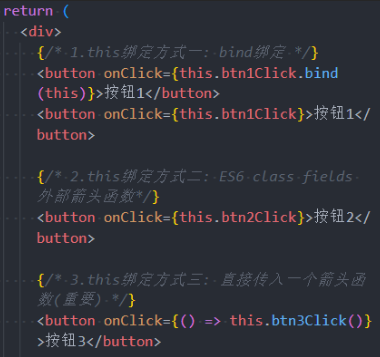 return (
<div>
{/* 1.this绑定方式一: bind绑定 */}
<button onClick={this.btn1Click.bind
(this)}>按钮1</button>
<button onClick={this.btn1Click}>按钮1</
button>
{/* 2.this绑定方式二: ES6 class fields
外部箭头函数*/}
<button onClick={this.btn2Click}>按钮2</
button>
{/* 3.this绑定方式三: 直接传入一个箭头函
数(重要) */}
<button onClick={() => this.btn3Click()}
>按钮3</button>